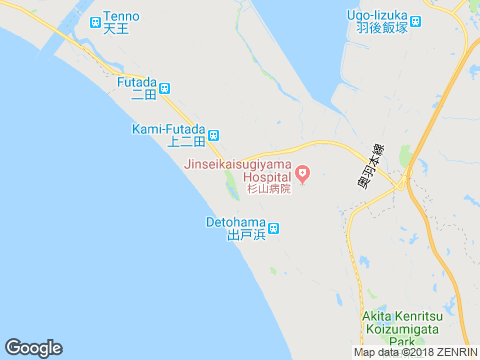 Tenno
天王
Ugo-Iizuka
羽後飯塚
Futada
二田
Kami-Futada
上二田
奥羽本線
Jinseikaisugiyama
Hospital
杉山病院
Detohama
出戸浜
Akita Kenritsu
Koizumigata
Park
Google
Map data ©2018 ZENRIN